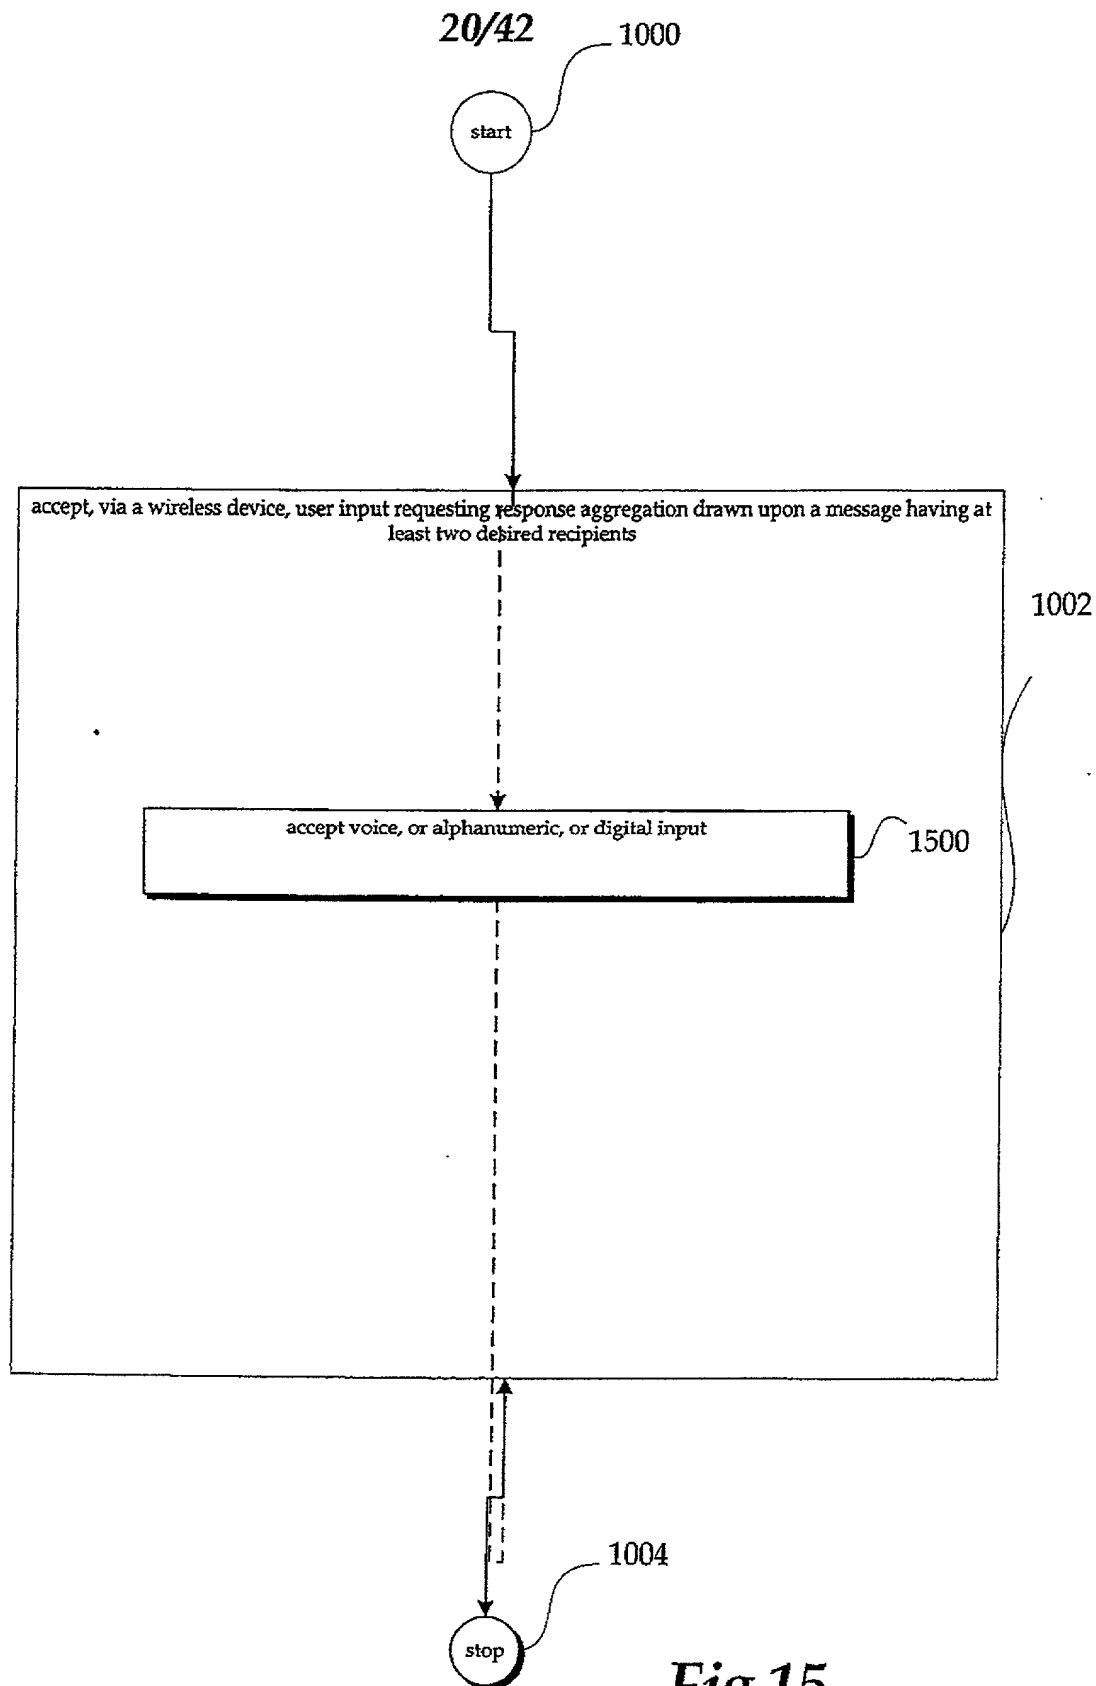 20/42
1000
start
accept, via a wireless device, user input requesting response aggregation drawn upon a message having at
least two desired recipients
1002
accept voice, or alphanumeric, or digital input
1500
1004
stop
Fig.15